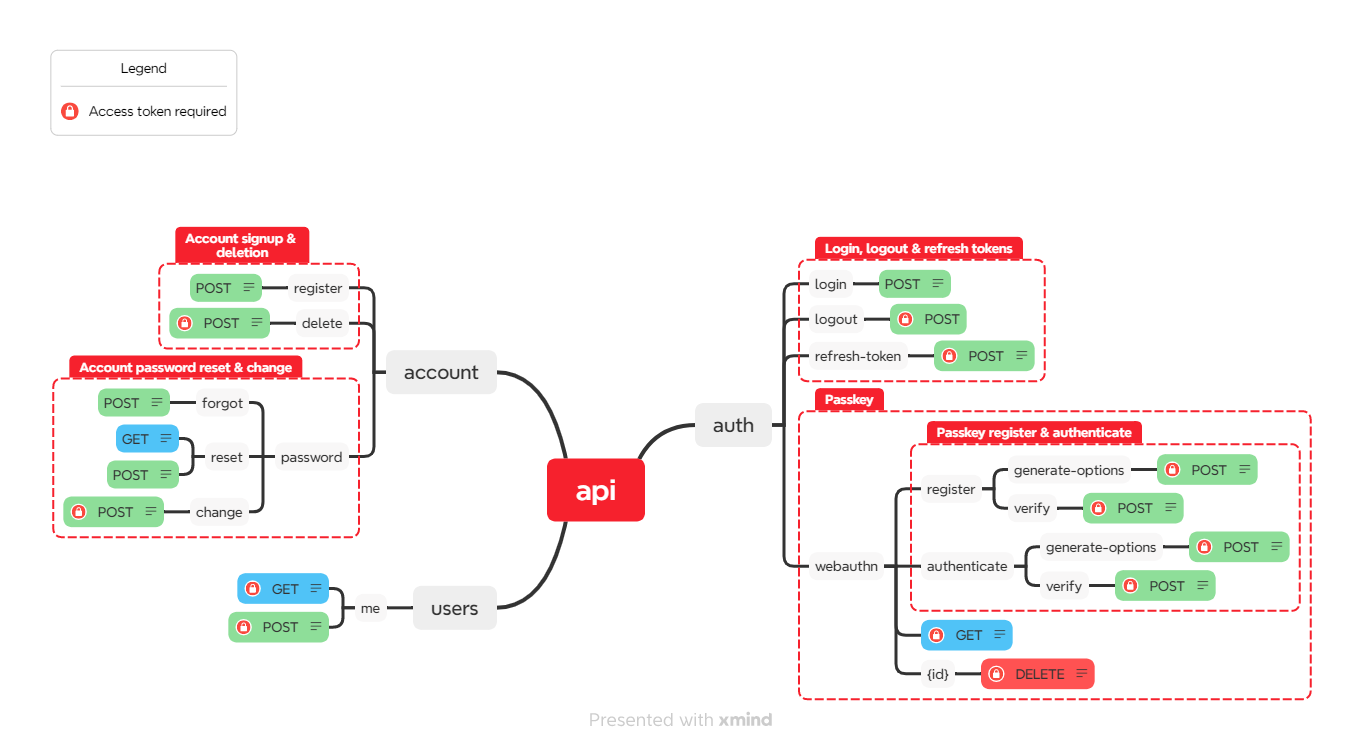 Legend
Access token required
Account signup &
deletion
POST
register
POST
delete
Account password reset & change
POST
forgot
GET
POST
reset
password
POST
change
account
GET
POST
me
users
api
auth
Login, logout & refresh tokens
login
POST
logout
POST
refresh-token
POST
Passkey
Passkey register & authenticate
webauthn
register
generate-options
POST
verify
POST
authenticate
generate-options
POST
verify
POST
GET
{id}
DELETE
Presented with xmind